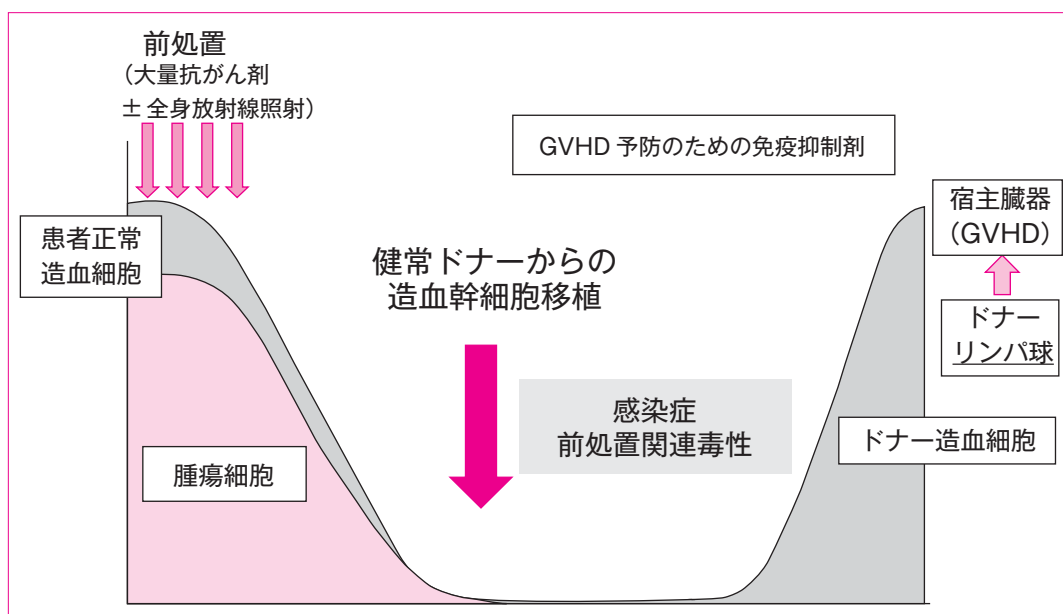 前処置
（大量抗がん剤
± 全身放射線照射）
GVHD 予防のための免疫抑制剤
患者正常
造血細胞
健常ドナーからの
造血幹細胞移植
宿主臓器
（GVHD）
ドナー
リンパ球
感染症
前処置関連毒性
ドナー造血細胞
腫瘍細胞